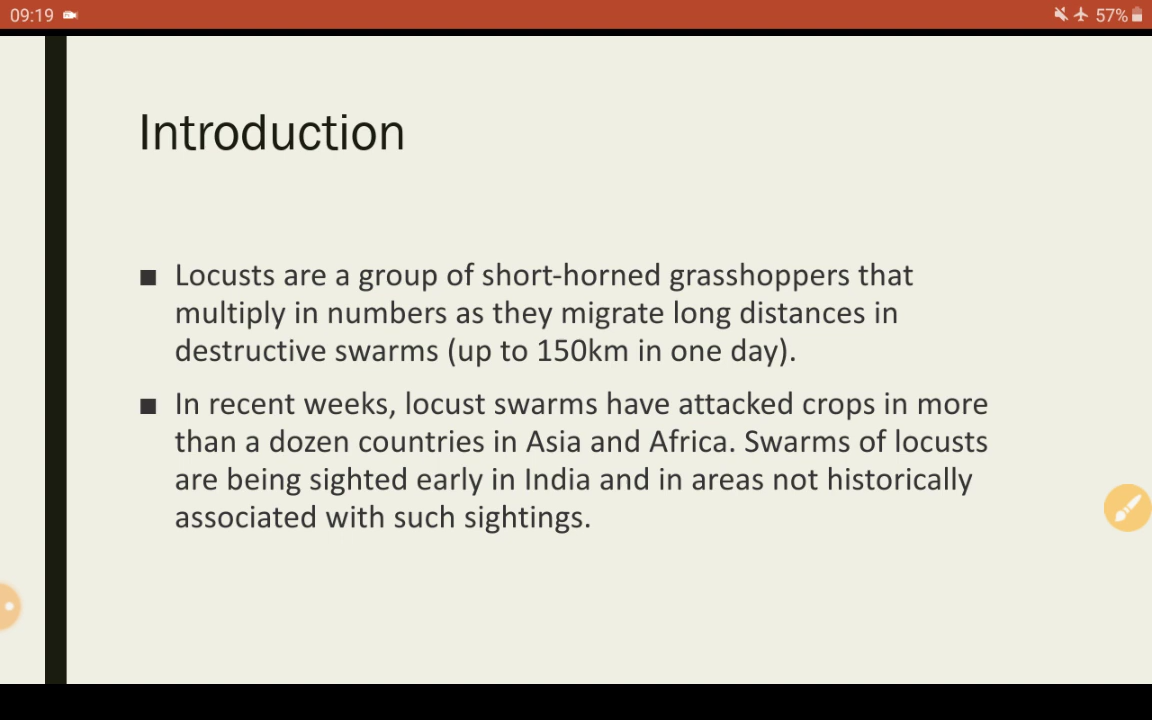 09:19
57%
Introduction
■ Locusts are a group of short-horned grasshoppers that
multiply in numbers as they migrate long distances in
destructive swarms (up to 150km in one day).
■ In recent weeks, locust swarms have attacked crops in more
than a dozen countries in Asia and Africa. Swarms of locusts
are being sighted early in India and in areas not historically
associated with such sightings.